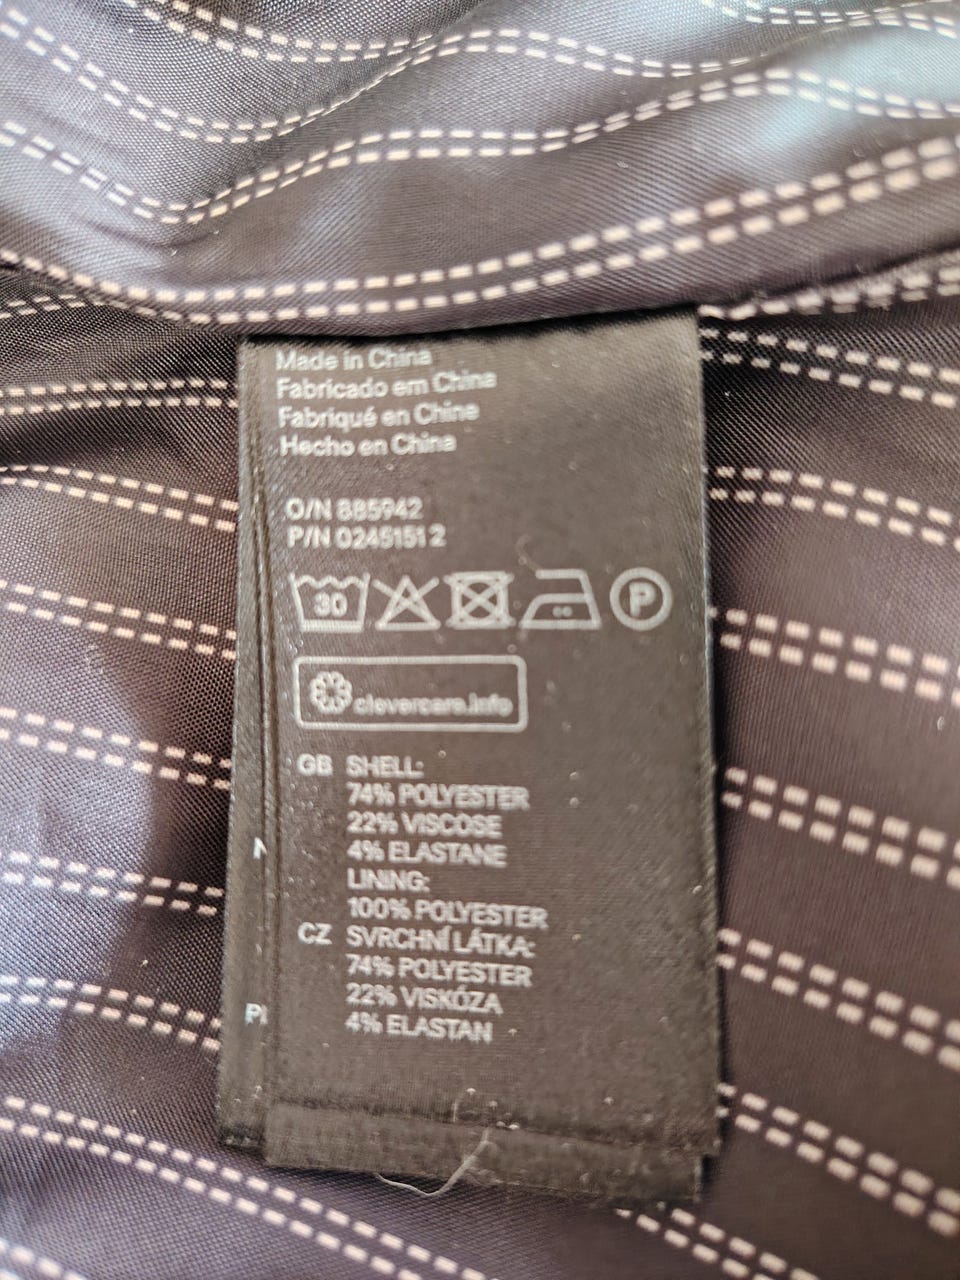 Made in China
Fabricado em China
Fabriqué en Chine
Hecho en China
O/N 885942
P/N 02451512
30
P
clevercare.info
GB SHELL:
74% POLYESTER
22% VISCOSE
4% ELASTANE
LINING:
100% POLYESTER
CZ SVRCHNÍ LÁTKA:
74% POLYESTER
22% VISKÓZA
4% ELASTAN